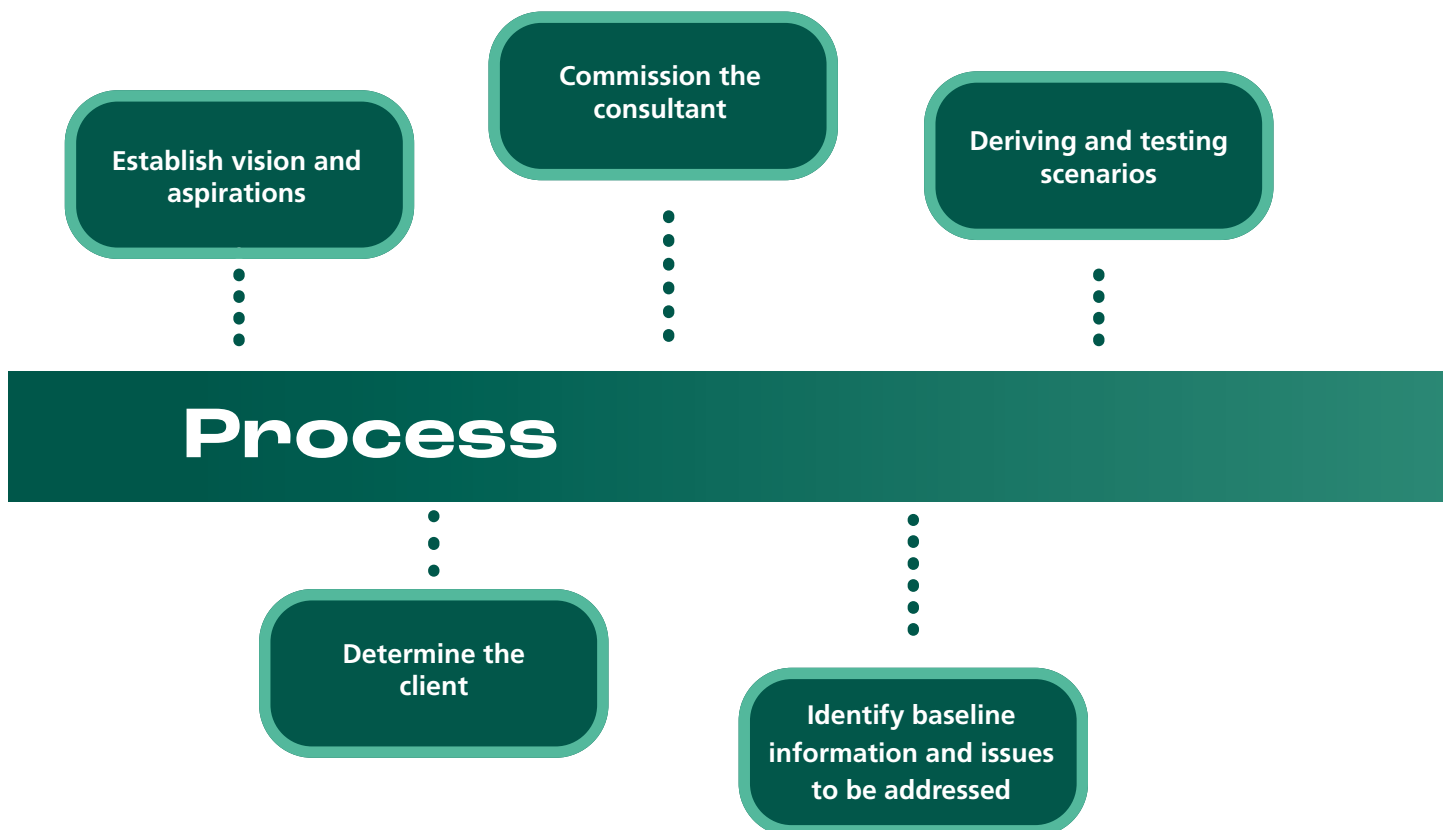 Commission the
consultant
Deriving and testing
scenarios
Establish vision and
aspirations
Process
Determine the
client
Identify baseline
information and issues
to be addressed